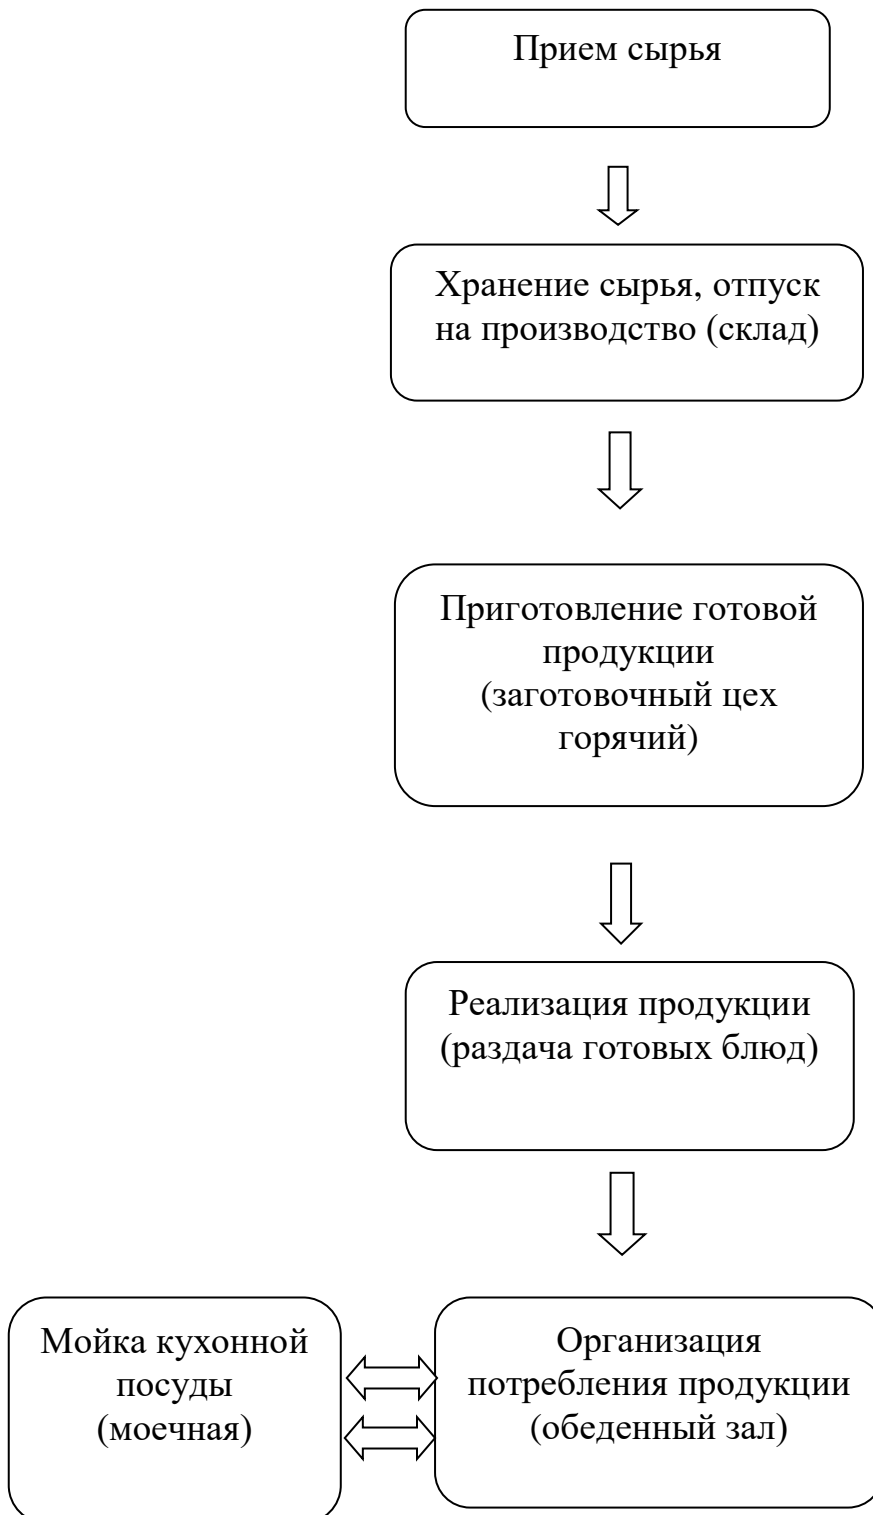 Прием сырья
Хранение сырья, отпуск
на производство (склад)
Приготовление готовой
продукции
(заготовочный цех
горячий)
Реализация продукции
(раздача готовых блюд)
Мойка кухонной
посуды
(моечная)
Организация
потребления продукции
(обеденный зал)